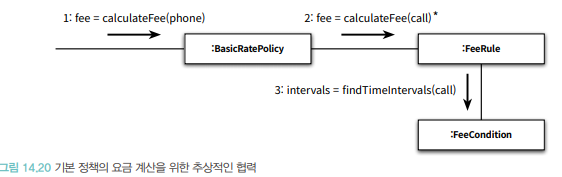 1: fee = calculateFee(phone)
2: fee = calculateFee(call)*
:BasicRatePolicy
:FeeRule
3: intervals = findTimeIntervals(call)
:FeeCondition
그림 14.20 기본 정책의 요금 계산을 위한 추상적인 협력